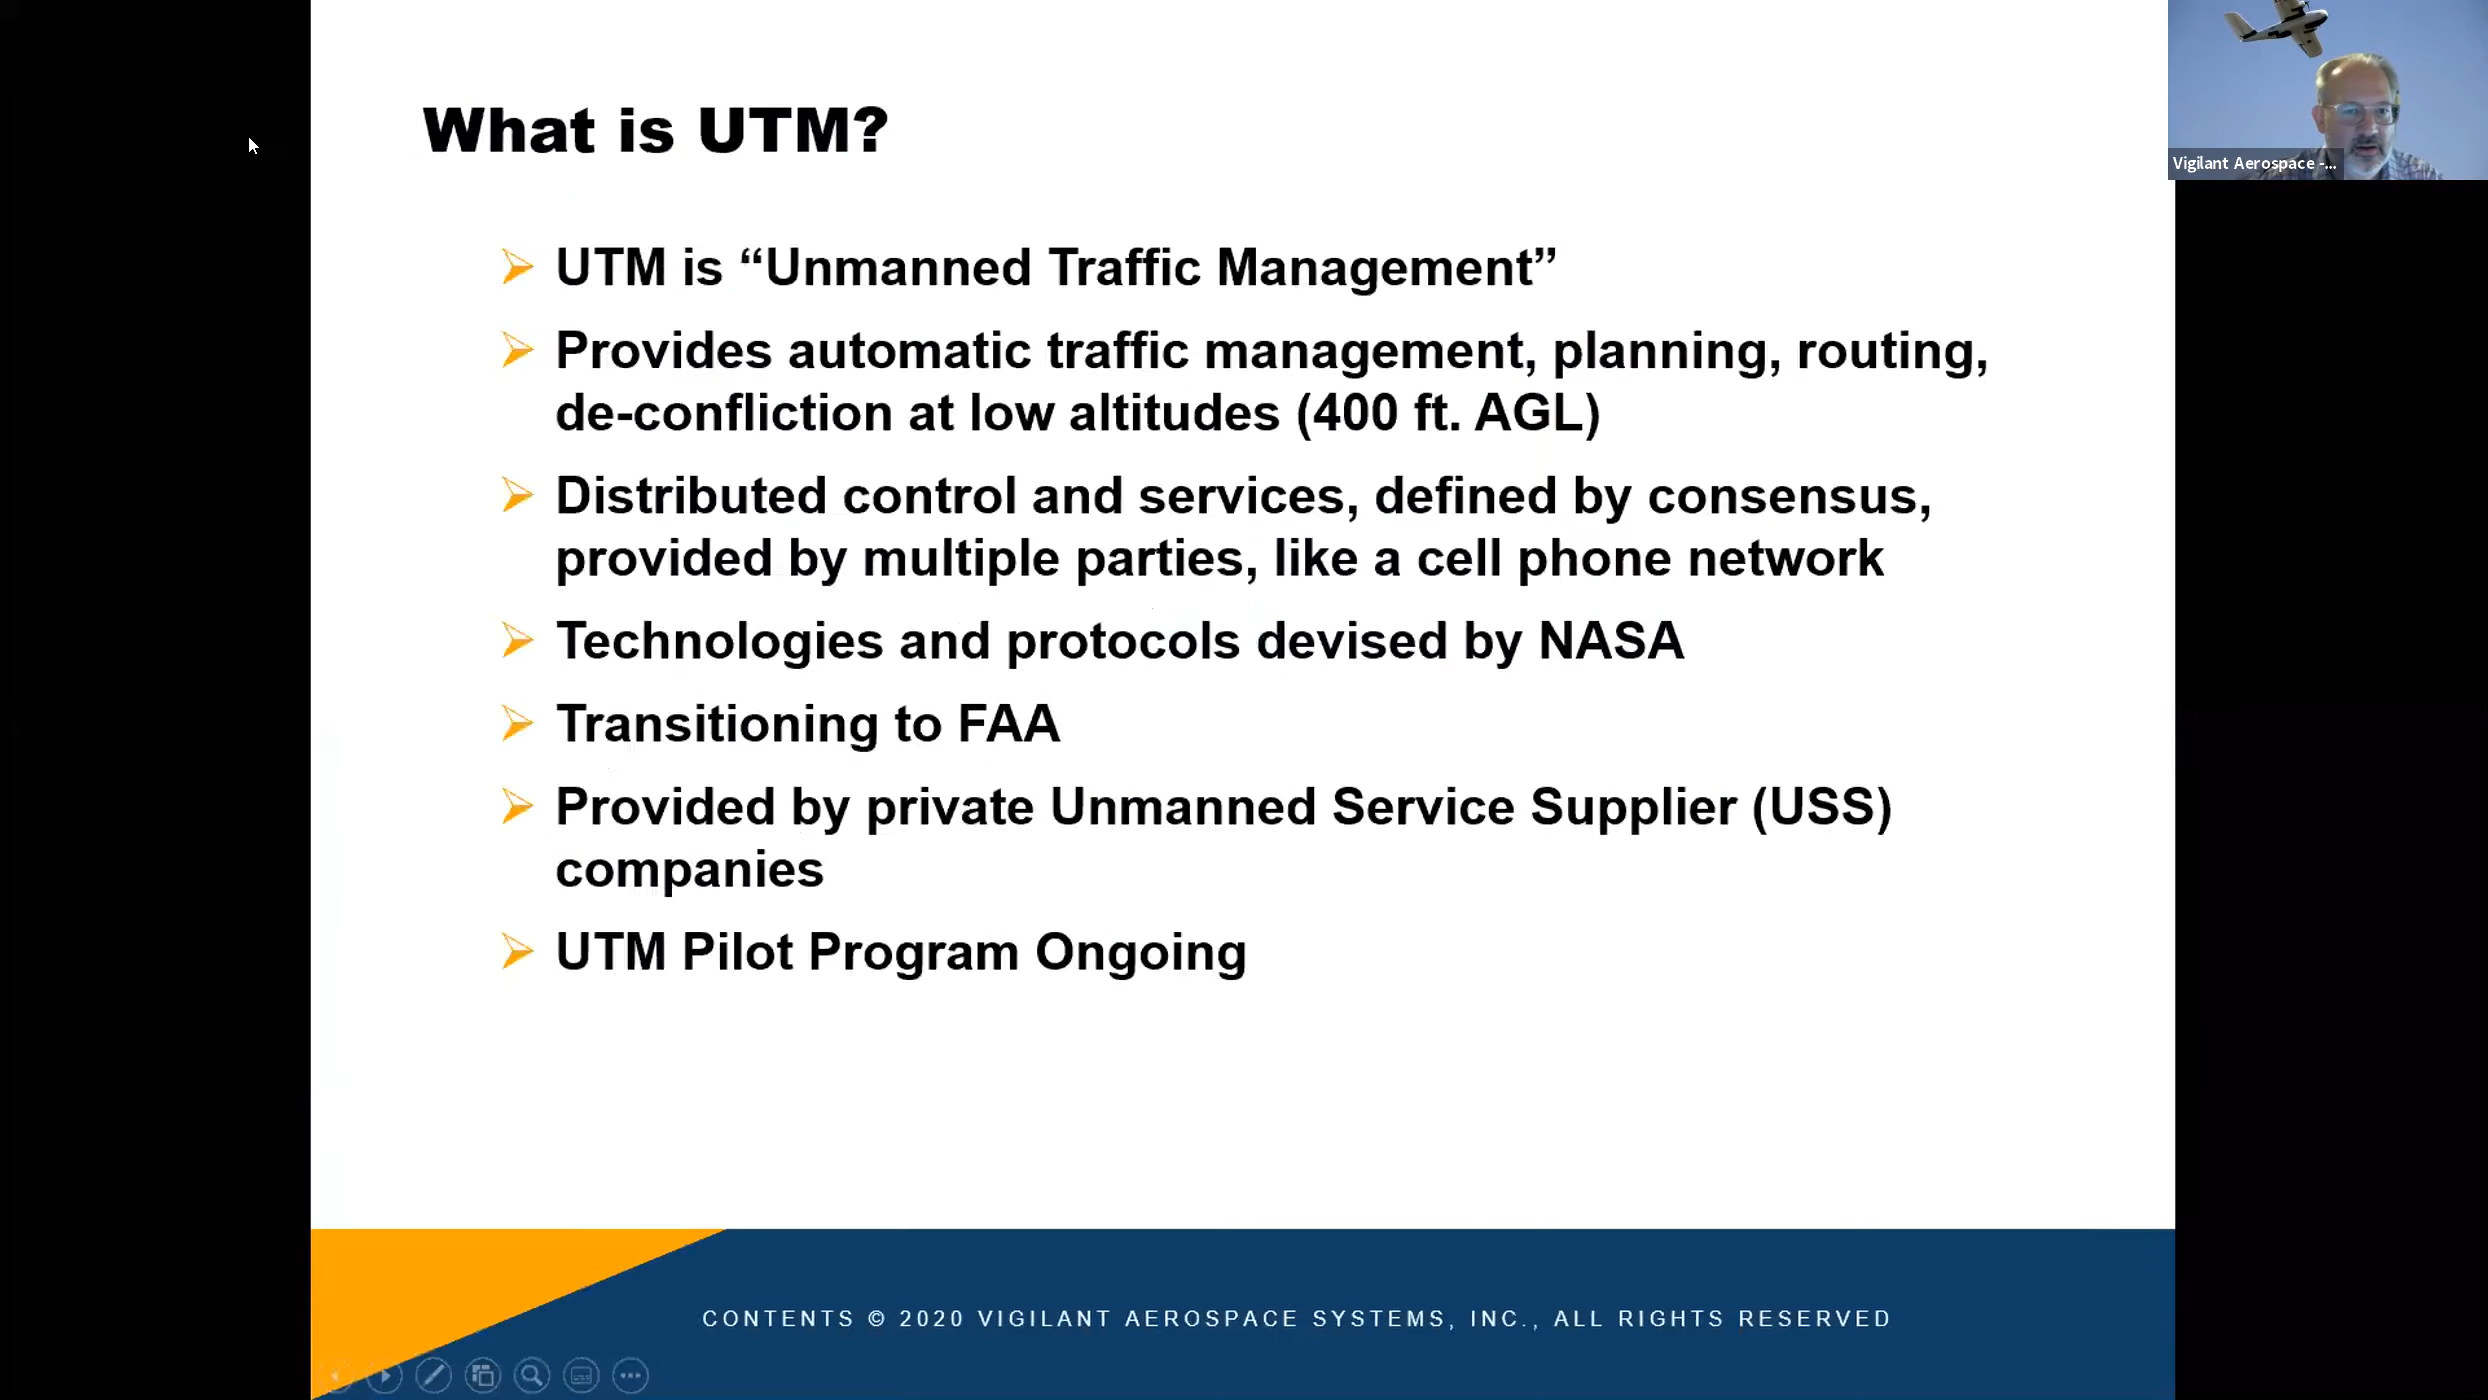 What is UTM?
Vigilant Aerospace -...
UTM is “Unmanned Traffic Management”
Provides automatic traffic management, planning, routing,
de-confliction at low altitudes (400 ft. AGL)
Distributed control and services, defined by consensus,
provided by multiple parties, like a cell phone network
Technologies and protocols devised by NASA
Transitioning to FAA
Provided by private Unmanned Service Supplier (USS)
companies
UTM Pilot Program Ongoing
CONTENTS © 2020 VIGILANT AEROSPACE SYSTEMS, INC., ALL RIGHTS RESERVED